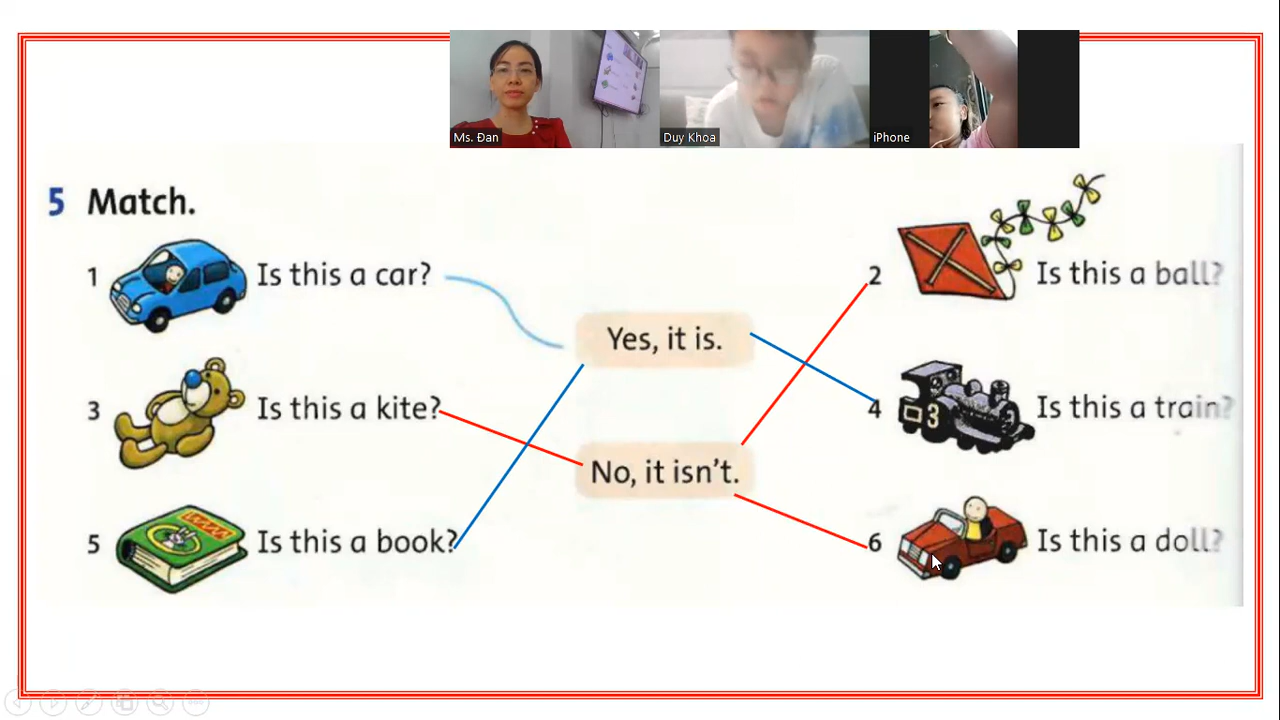 Ms. Đan
Duy Khoa
iPhone
5 Match.
1 Is this a car?
2 Is this a ball?
Yes, it is.
3 Is this a kite?
4 Is this a train?
3
No, it isn't.
5 Is this a book?
6 Is this a doll?